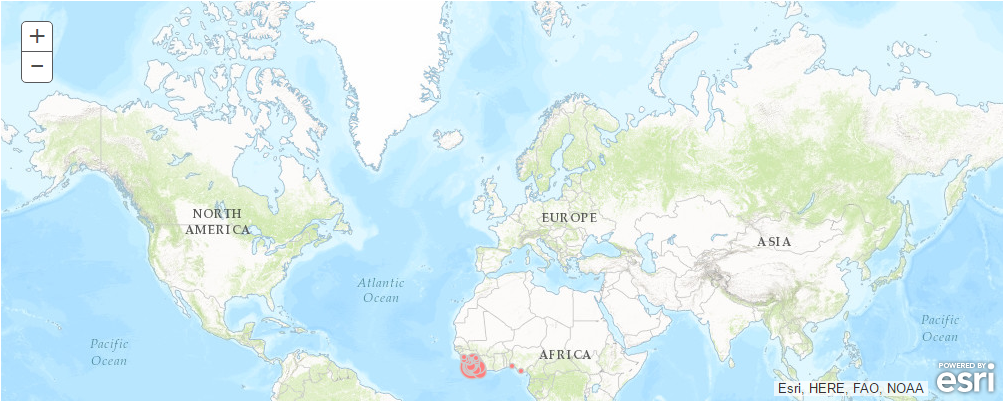 +
−
NORTH
AMERICA
EUROPE
ASIA
Atlantic
Ocean
Pacific
Ocean
Pacific
Ocean
AFRICA
POWERED BY
esri
Esri, HERE, FAO, NOAA